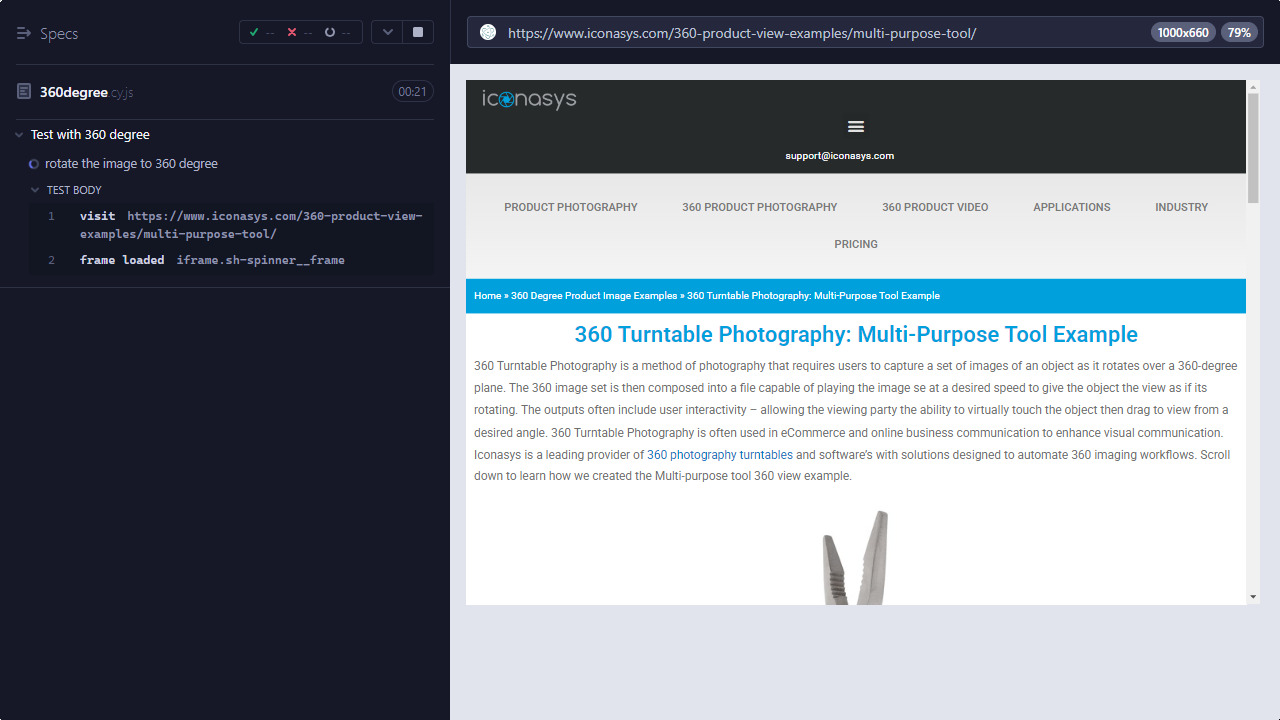 Specs
-- -- --
360degree.cy.js 00:21
Test with 360 degree
rotate the image to 360 degree
TEST BODY
1 visit https://www.iconasys.com/360-product-view-
examples/multi-purpose-tool/
2 frame loaded iframe.sh-spinner__frame
https://www.iconasys.com/360-product-view-examples/multi-purpose-tool/ 1000x660 79%
iconasys
support@iconasys.com
PRODUCT PHOTOGRAPHY 360 PRODUCT PHOTOGRAPHY 360 PRODUCT VIDEO APPLICATIONS INDUSTRY
PRICING
Home » 360 Degree Product Image Examples » 360 Turntable Photography: Multi-Purpose Tool Example
360 Turntable Photography: Multi-Purpose Tool Example
360 Turntable Photography is a method of photography that requires users to capture a set of images of an object as it rotates over a 360-degree
plane. The 360 image set is then composed into a file capable of playing the image se at a desired speed to give the object the view as if its
rotating. The outputs often include user interactivity – allowing the viewing party the ability to virtually touch the object then drag to view from a
desired angle. 360 Turntable Photography is often used in eCommerce and online business communication to enhance visual communication.
Iconasys is a leading provider of 360 photography turntables and software's with solutions designed to automate 360 imaging workflows. Scroll
down to learn how we created the Multi-purpose tool 360 view example.